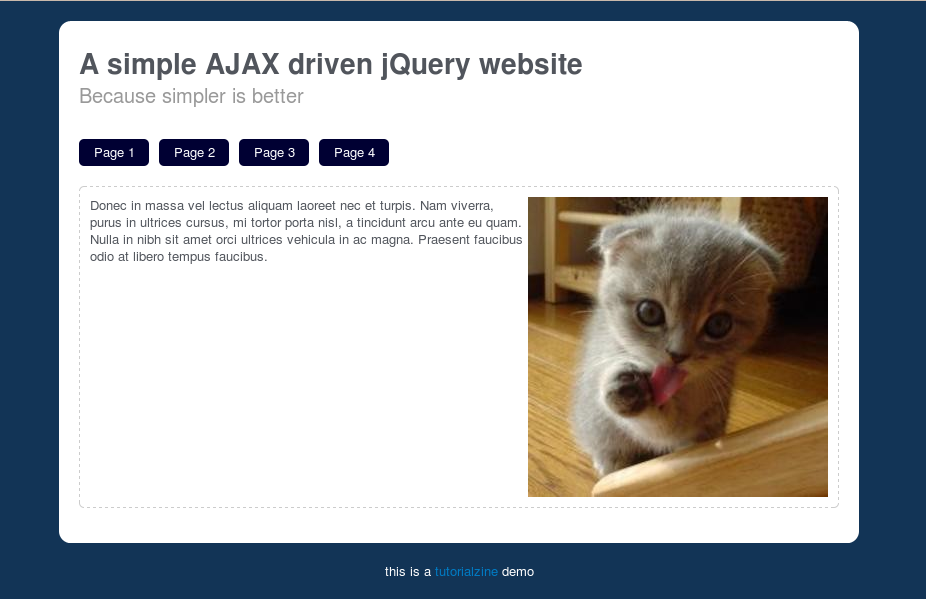 A simple AJAX driven jQuery website
Because simpler is better
Page 1 Page 2 Page 3 Page 4
Donec in massa vel lectus aliquam laoreet nec et turpis. Nam viverra,
purus in ultrices cursus, mi tortor porta nisl, a tincidunt arcu ante eu quam.
Nulla in nibh sit amet orci ultrices vehicula in ac magna. Praesent faucibus
odio at libero tempus faucibus.
this is a tutorialzine demo